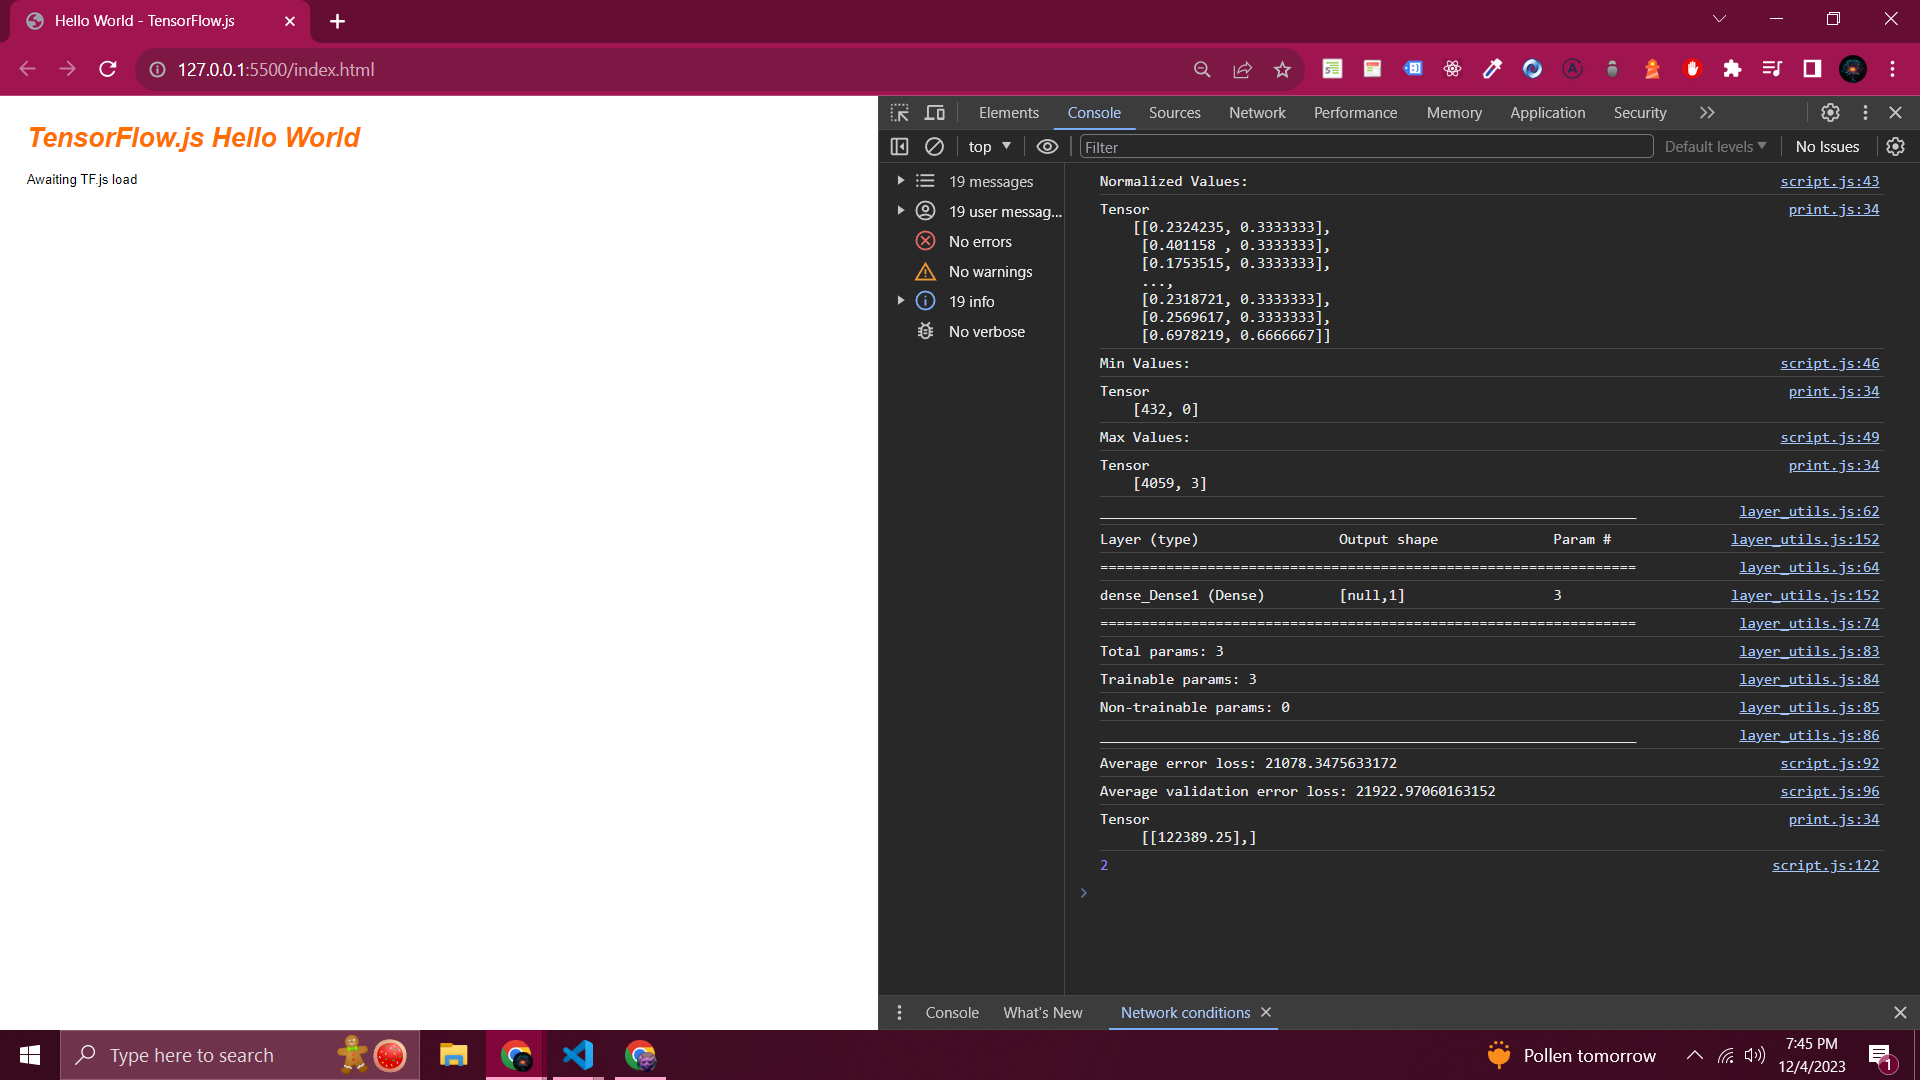 Hello World - TensorFlow.js
127.0.0.1:5500/index.html
TensorFlow.js Hello World
Awaiting TF.js load
Elements Console Sources Network Performance Memory Application Security
top Filter Default levels No Issues
19 messages
19 user messag...
No errors
No warnings
19 info
No verbose
Normalized Values: script.js:43
Tensor print.js:34
[[0.2324235, 0.3333333],
[0.401158 , 0.3333333],
[0.1753515, 0.3333333],
...,
[0.2318721, 0.3333333],
[0.2569617, 0.3333333],
[0.6978219, 0.6666667]]
Min Values: script.js:46
Tensor print.js:34
[432, 0]
Max Values: script.js:49
Tensor print.js:34
[4059, 3]
_________________________________________________________________ layer_utils.js:62
Layer (type) Output shape Param # layer_utils.js:152
================================================================= layer_utils.js:64
dense_Dense1 (Dense) [null,1] 3 layer_utils.js:152
================================================================= layer_utils.js:74
Total params: 3 layer_utils.js:83
Trainable params: 3 layer_utils.js:84
Non-trainable params: 0 layer_utils.js:85
_________________________________________________________________ layer_utils.js:86
Average error loss: 21078.3475633172 script.js:92
Average validation error loss: 21922.97060163152 script.js:96
Tensor print.js:34
[[122389.25],]
2 script.js:122
Console What's New Network conditions
Type here to search
Pollen tomorrow
7:45 PM
12/4/2023
1